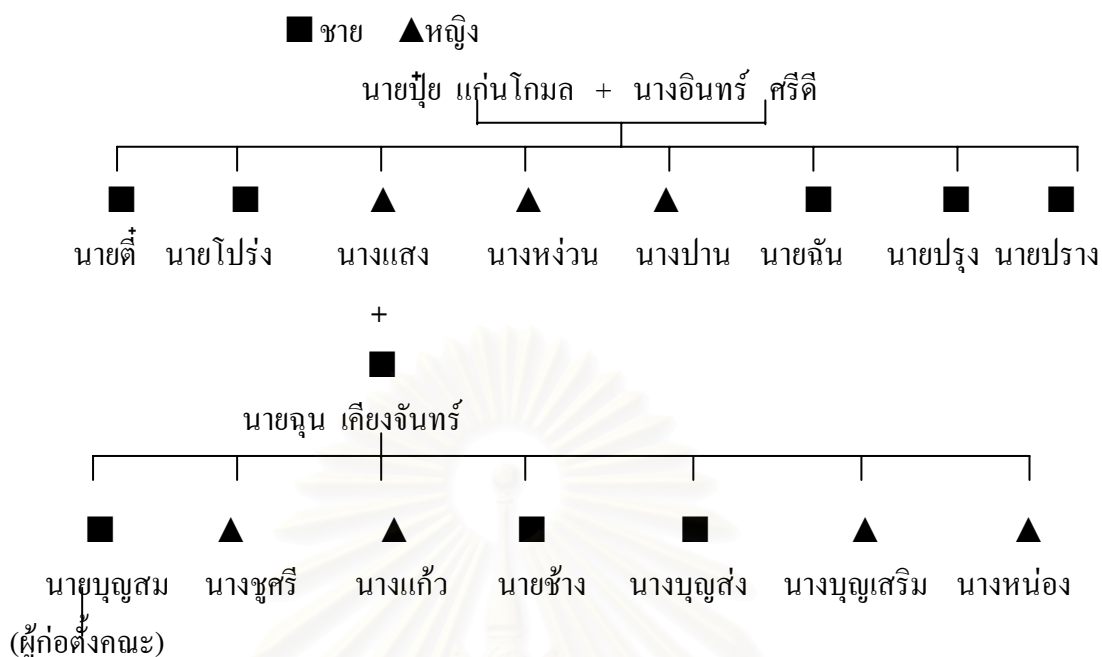 ■ ชาย ▲หญิง
นายปุ๋ย แก่นโกมล + นางอินทร์ ศรีดี
นายตี๋ นายโปร่ง นางแสง นางหง่วน นางปาน นายฉัน นายปรุง นายปราง
+
นายฉุน เคียงจันทร์
นายบุญสม นางชูศรี นางแก้ว นายช้าง นางบุญส่ง นางบุญเสริม นางหน่อง
(ผู้ก่อตั้งคณะ)